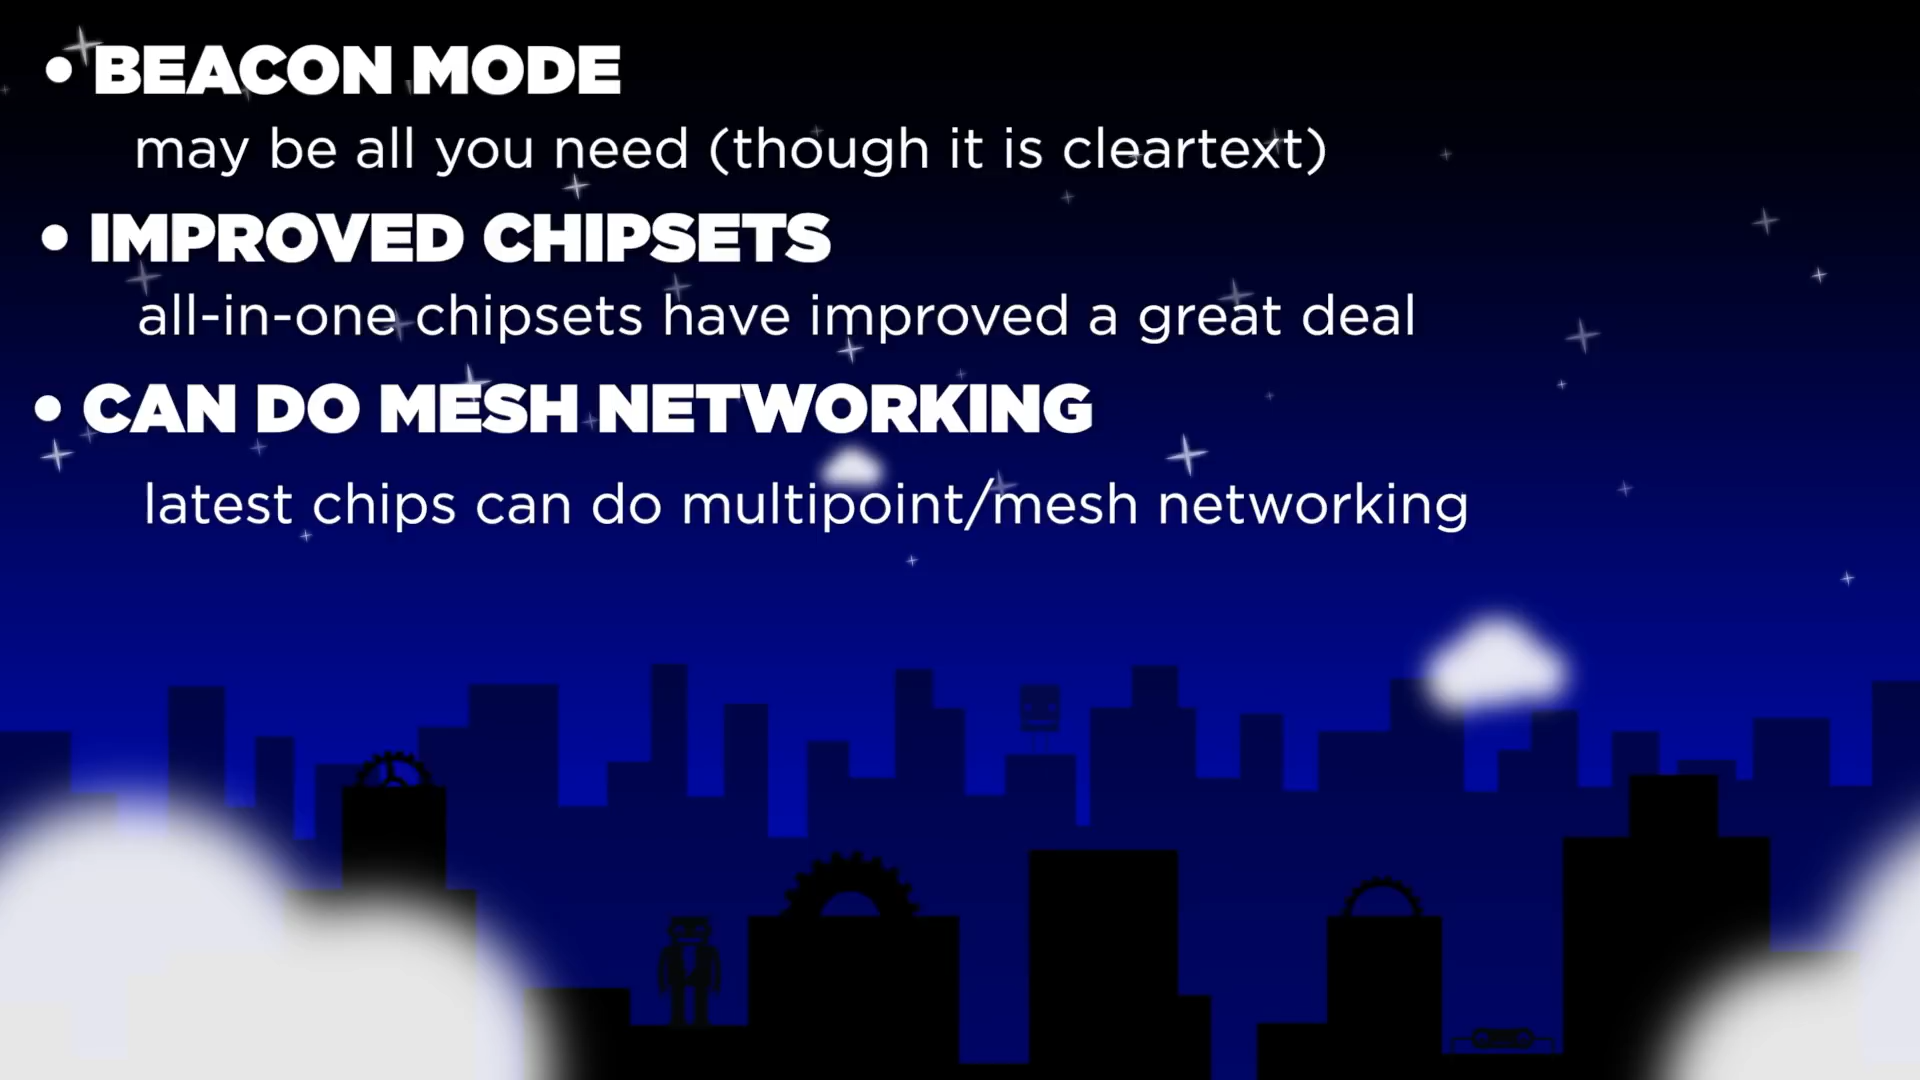 • BEACON MODE
may be all you need (though it is cleartext)
• IMPROVED CHIPSETS
all-in-one chipsets have improved a great deal
• CAN DO MESH NETWORKING
latest chips can do multipoint/mesh networking